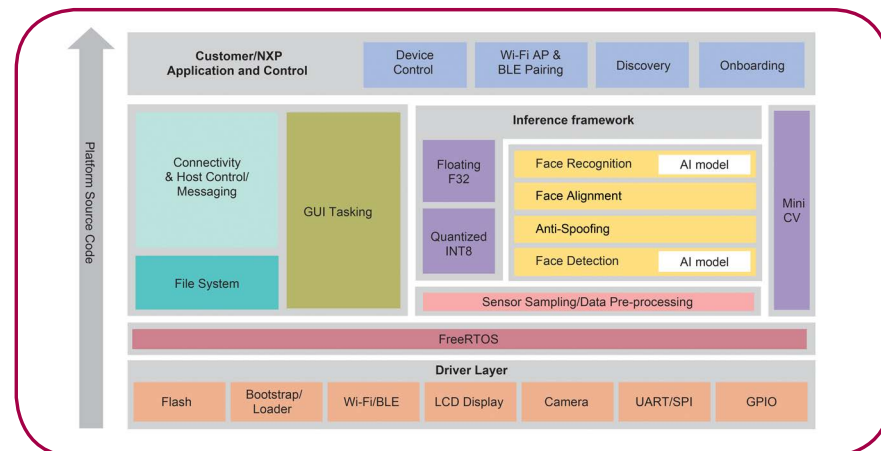 Platform Source Code
Customer/NXP
Application and Control
Device
Control
Wi-Fi AP &
BLE Pairing
Discovery
Onboarding
Connectivity
& Host Control/
Messaging
File System
GUI Tasking
Inference framework
Floating
F32
Quantized
INT8
Face Recognition
AI model
Face Alignment
Anti-Spoofing
Face Detection
AI model
Sensor Sampling/Data Pre-processing
Mini
CV
FreeRTOS
Driver Layer
Flash
Bootstrap/
Loader
Wi-Fi/BLE
LCD Display
Camera
UART/SPI
GPIO